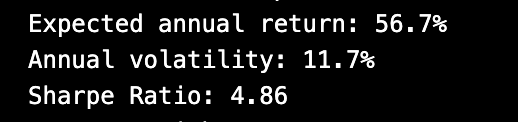 Expected annual return: 56.7%
Annual volatility: 11.7%
Sharpe Ratio: 4.86